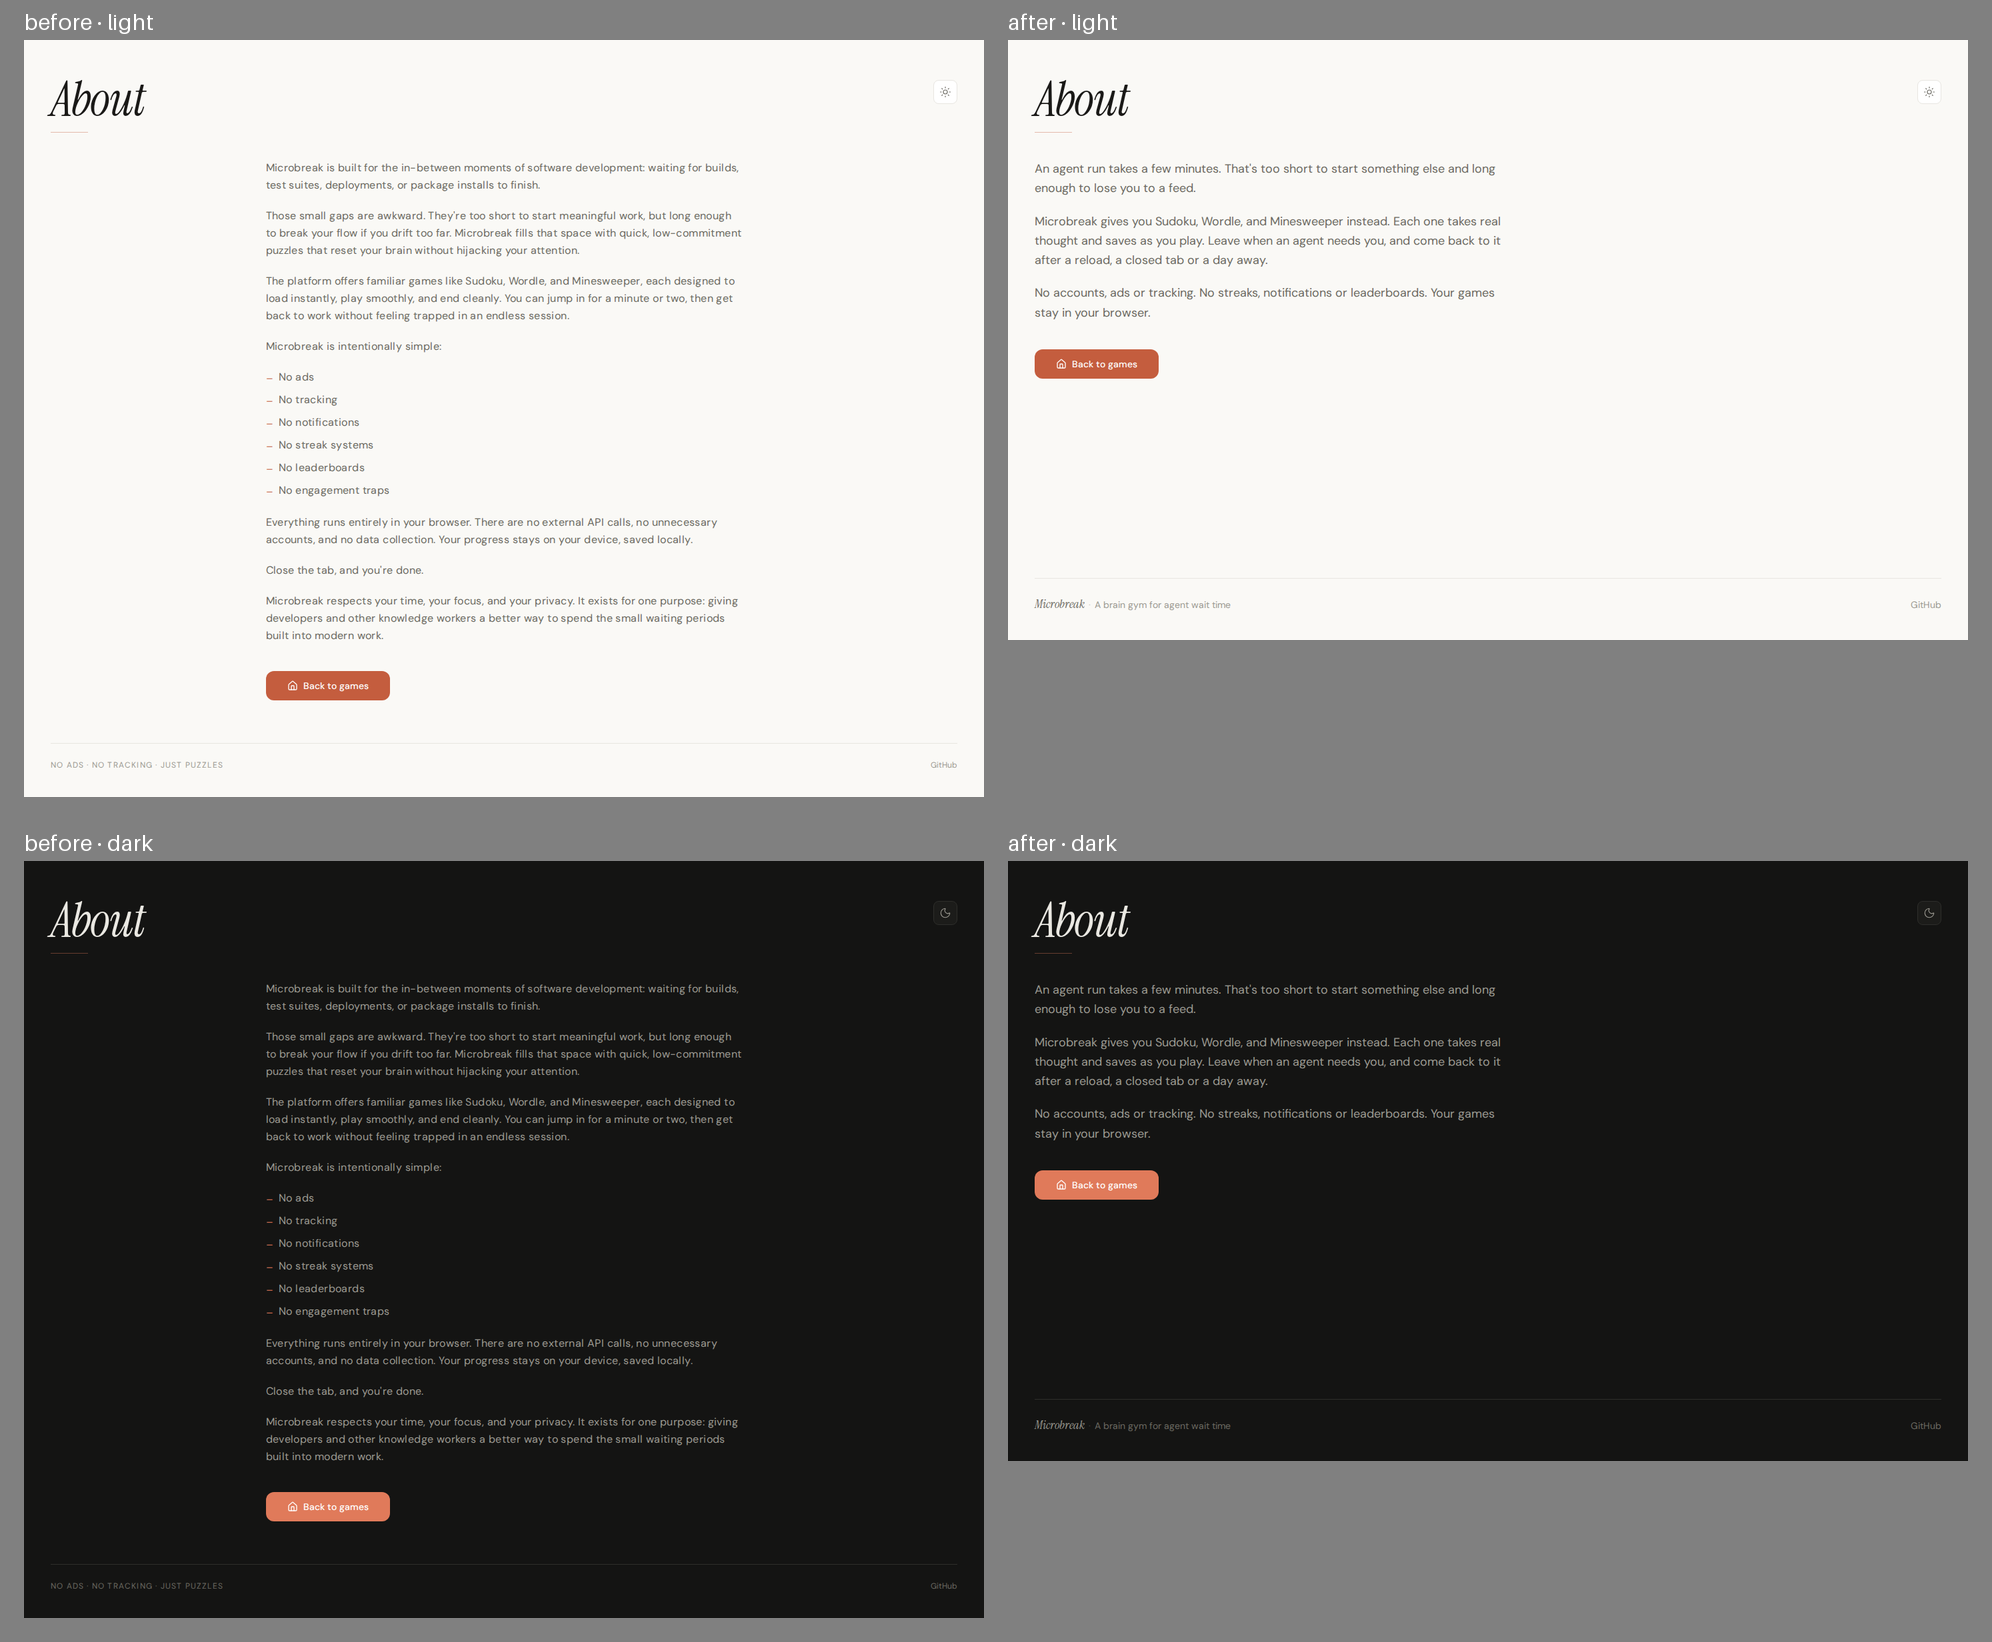 before · light
About
Microbreak is built for the in-between moments of software development: waiting for builds,
test suites, deployments, or package installs to finish.
Those small gaps are awkward. They're too short to start meaningful work, but long enough
to break your flow if you drift too far. Microbreak fills that space with quick, low-commitment
puzzles that reset your brain without hijacking your attention.
The platform offers familiar games like Sudoku, Wordle, and Minesweeper, each designed to
load instantly, play smoothly, and end cleanly. You can jump in for a minute or two, then get
back to work without feeling trapped in an endless session.
Microbreak is intentionally simple:
– No ads
– No tracking
– No notifications
– No streak systems
– No leaderboards
– No engagement traps
Everything runs entirely in your browser. There are no external API calls, no unnecessary
accounts, and no data collection. Your progress stays on your device, saved locally.
Close the tab, and you're done.
Microbreak respects your time, your focus, and your privacy. It exists for one purpose: giving
developers and other knowledge workers a better way to spend the small waiting periods
built into modern work.
Back to games
NO ADS · NO TRACKING · JUST PUZZLES
GitHub
after · light
About
An agent run takes a few minutes. That's too short to start something else and long
enough to lose you to a feed.
Microbreak gives you Sudoku, Wordle, and Minesweeper instead. Each one takes real
thought and saves as you play. Leave when an agent needs you, and come back to it
after a reload, a closed tab or a day away.
No accounts, ads or tracking. No streaks, notifications or leaderboards. Your games
stay in your browser.
Back to games
Microbreak · A brain gym for agent wait time
GitHub
before · dark
About
Microbreak is built for the in-between moments of software development: waiting for builds,
test suites, deployments, or package installs to finish.
Those small gaps are awkward. They're too short to start meaningful work, but long enough
to break your flow if you drift too far. Microbreak fills that space with quick, low-commitment
puzzles that reset your brain without hijacking your attention.
The platform offers familiar games like Sudoku, Wordle, and Minesweeper, each designed to
load instantly, play smoothly, and end cleanly. You can jump in for a minute or two, then get
back to work without feeling trapped in an endless session.
Microbreak is intentionally simple:
– No ads
– No tracking
– No notifications
– No streak systems
– No leaderboards
– No engagement traps
Everything runs entirely in your browser. There are no external API calls, no unnecessary
accounts, and no data collection. Your progress stays on your device, saved locally.
Close the tab, and you're done.
Microbreak respects your time, your focus, and your privacy. It exists for one purpose: giving
developers and other knowledge workers a better way to spend the small waiting periods
built into modern work.
Back to games
NO ADS · NO TRACKING · JUST PUZZLES
GitHub
after · dark
About
An agent run takes a few minutes. That's too short to start something else and long
enough to lose you to a feed.
Microbreak gives you Sudoku, Wordle, and Minesweeper instead. Each one takes real
thought and saves as you play. Leave when an agent needs you, and come back to it
after a reload, a closed tab or a day away.
No accounts, ads or tracking. No streaks, notifications or leaderboards. Your games
stay in your browser.
Back to games
Microbreak · A brain gym for agent wait time
GitHub